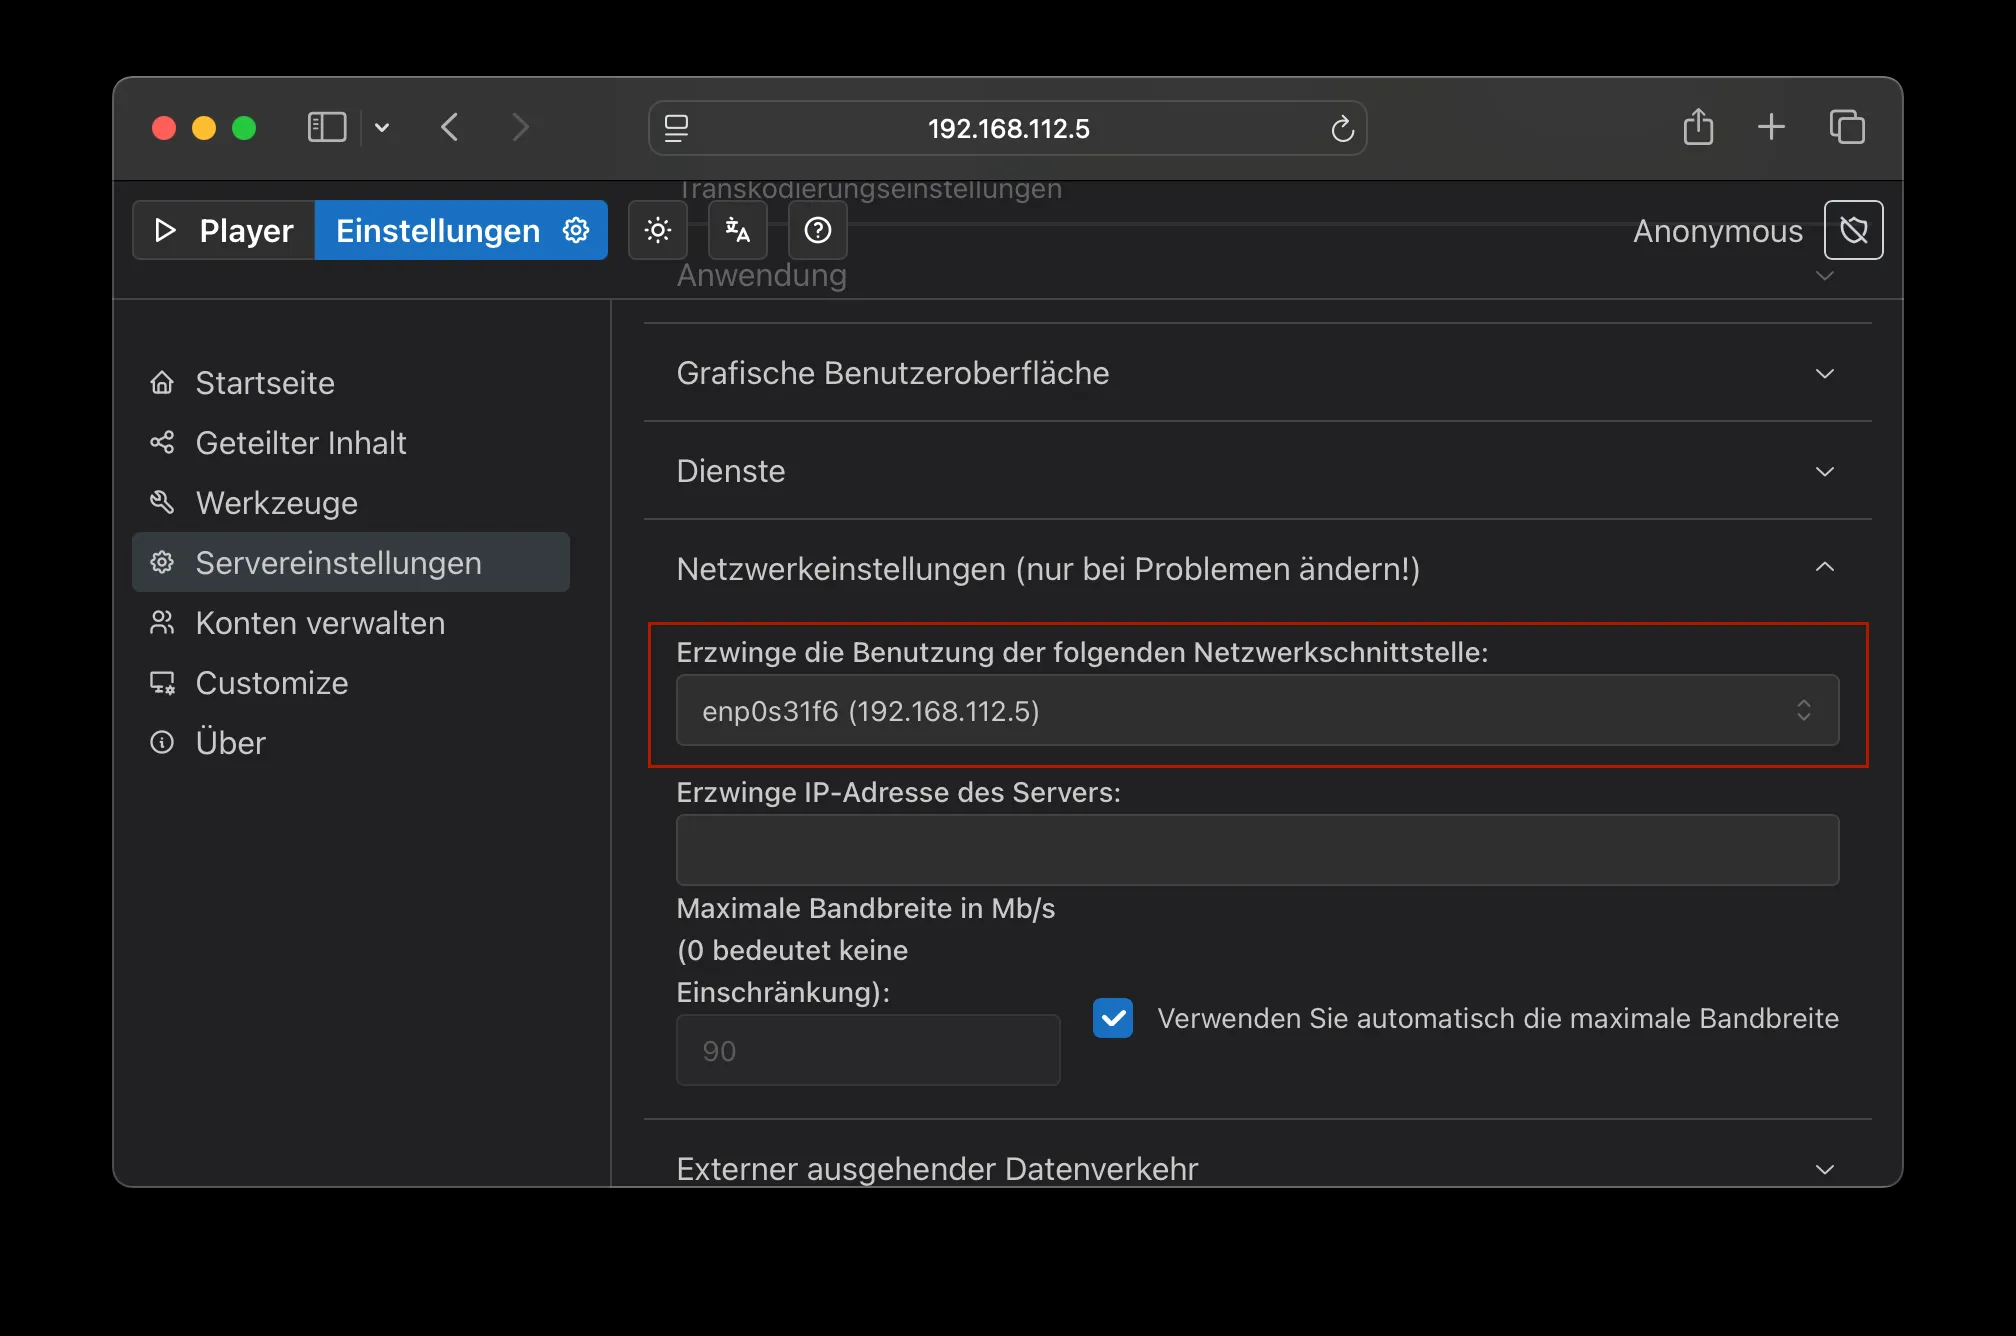 192.168.112.5
Transkodierungseinstellungen
Player
Einstellungen
Anonymous
Anwendung
Startseite
Geteilter Inhalt
Werkzeuge
Servereinstellungen
Konten verwalten
Customize
Über
Grafische Benutzeroberfläche
Dienste
Netzwerkeinstellungen (nur bei Problemen ändern!)
Erzwinge die Benutzung der folgenden Netzwerkschnittstelle:
enp0s31f6 (192.168.112.5)
Erzwinge IP-Adresse des Servers:
Maximale Bandbreite in Mb/s
(0 bedeutet keine
Einschränkung):
90
Verwenden Sie automatisch die maximale Bandbreite
Externer ausgehender Datenverkehr